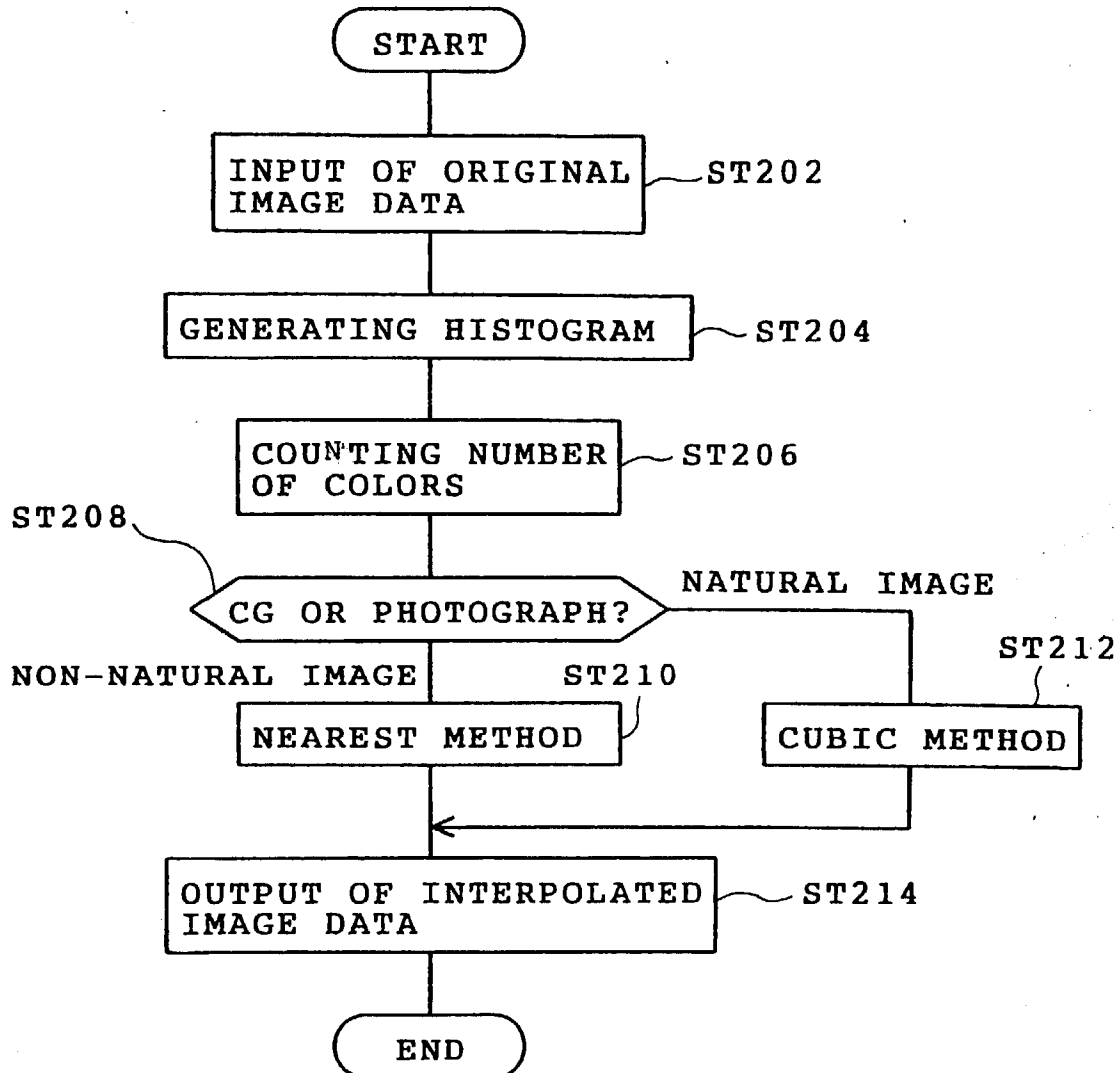 START
INPUT OF ORIGINAL
IMAGE DATA
ST202
GENERATING HISTOGRAM
ST204
COUNTING NUMBER
OF COLORS
ST206
ST208
CG OR PHOTOGRAPH?
NATURAL IMAGE
NON-NATURAL IMAGE
ST210
ST212
NEAREST METHOD
CUBIC METHOD
OUTPUT OF INTERPOLATED
IMAGE DATA
ST214
END